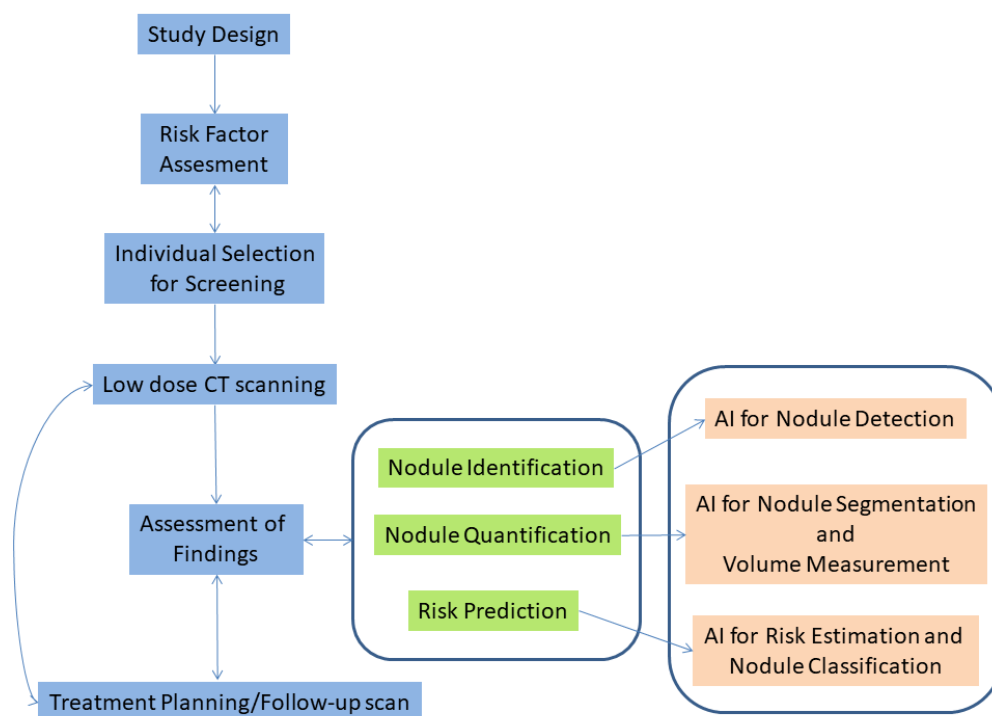 Study Design
Risk Factor
Assesment
Individual Selection
for Screening
Low dose CT scanning
Assessment of
Findings
Treatment Planning/Follow-up scan
Nodule Identification
Nodule Quantification
Risk Prediction
AI for Nodule Detection
AI for Nodule Segmentation
and
Volume Measurement
AI for Risk Estimation and
Nodule Classification